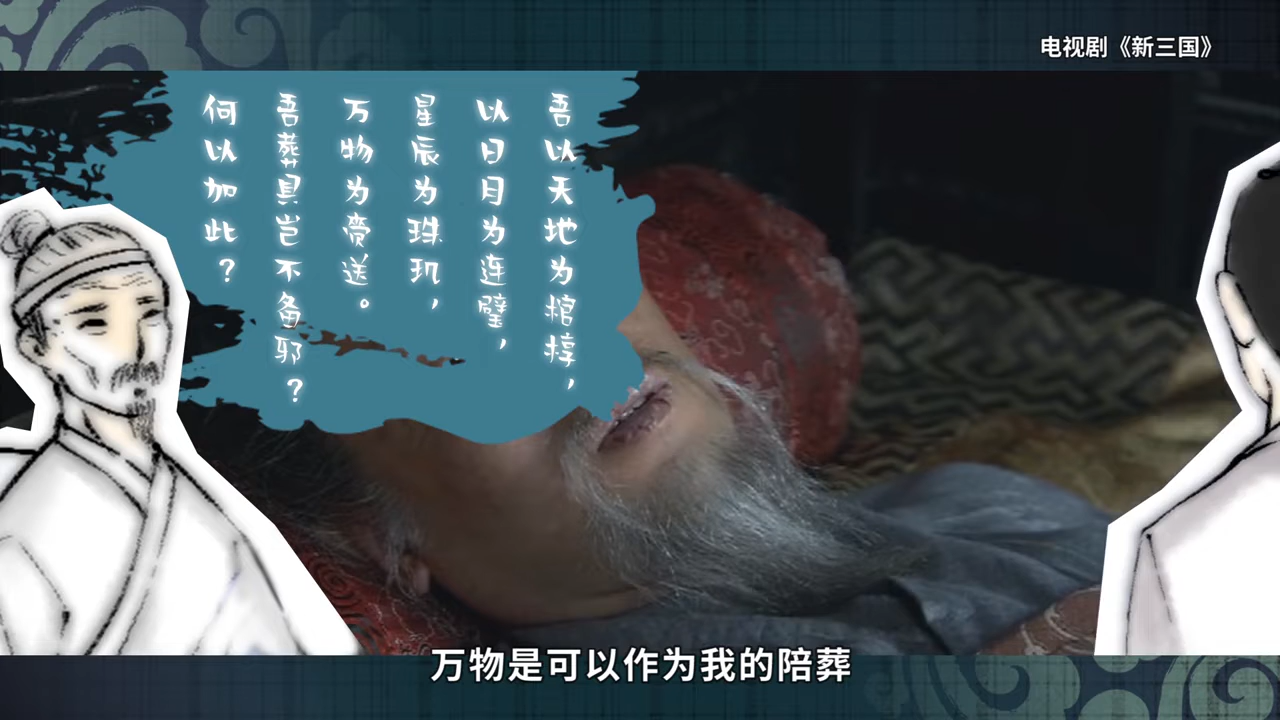 电视剧《新三国》
吾以天地为棺椁，
以日月为连璧，
星辰为珠玑，
万物为赍送。
吾葬具岂不备邪？
何以加此？
万物是可以作为我的陪葬